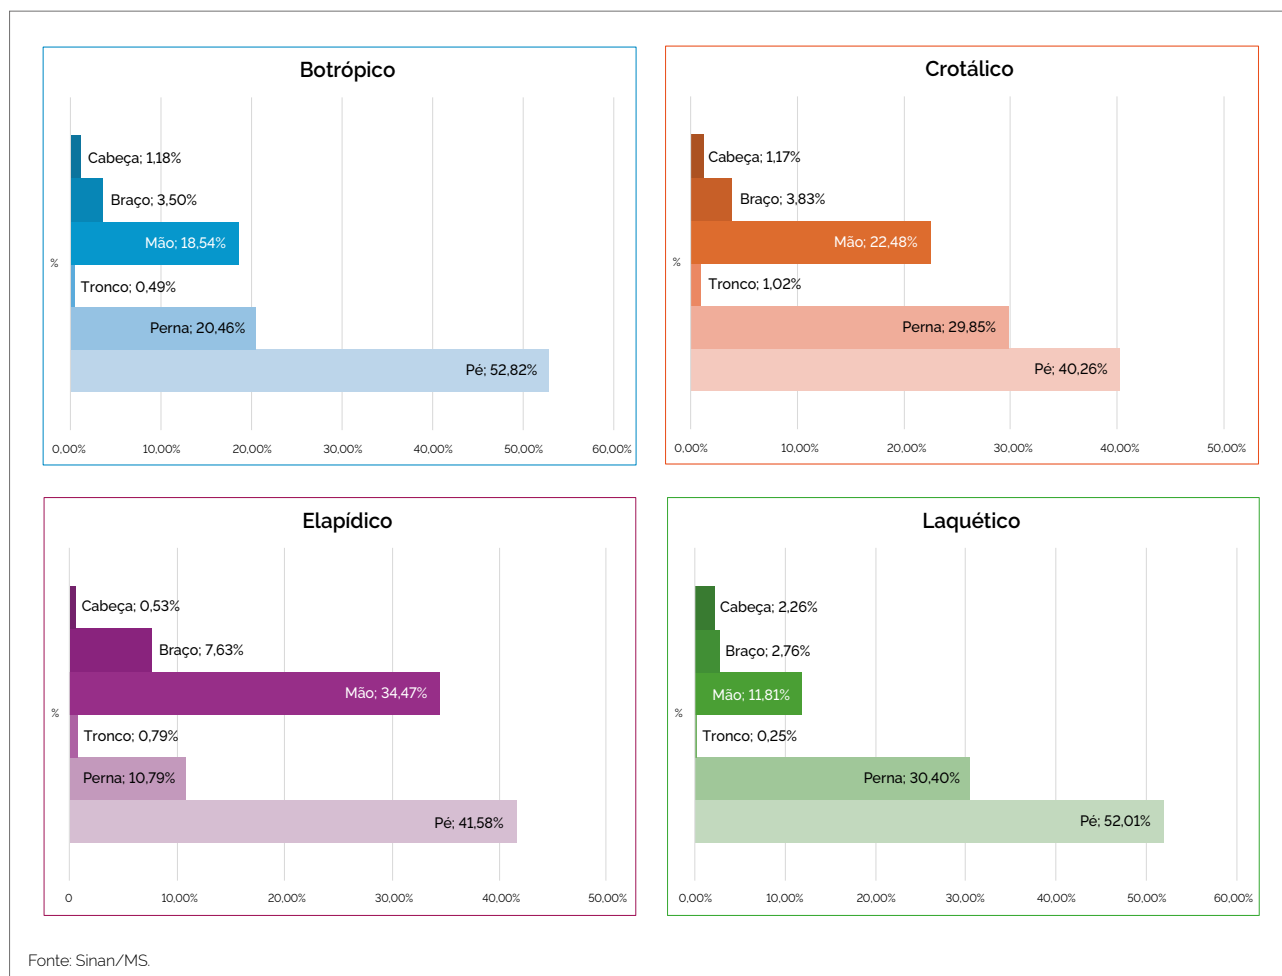 Botrópico
Cabeça; 1,18%
Braço; 3,50%
Mão; 18,54%
%
Tronco; 0,49%
Perna; 20,46%
Pé; 52,82%
0,00% 10,00% 20,00% 30,00% 40,00% 50,00% 60,00%
Crotálico
Cabeça; 1,17%
Braço; 3,83%
Mão; 22,48%
%
Tronco; 1,02%
Perna; 29,85%
Pé; 40,26%
0,00% 10,00% 20,00% 30,00% 40,00% 50,00%
Elapídico
Cabeça; 0,53%
Braço; 7,63%
Mão; 34,47%
%
Tronco; 0,79%
Perna; 10,79%
Pé; 41,58%
0 10,00% 20,00% 30,00% 40,00% 50,00%
Laquético
Cabeça; 2,26%
Braço; 2,76%
Mão; 11,81%
%
Tronco; 0,25%
Perna; 30,40%
Pé; 52,01%
0,00% 10,00% 20,00% 30,00% 40,00% 50,00% 60,00%
Fonte: Sinan/MS.